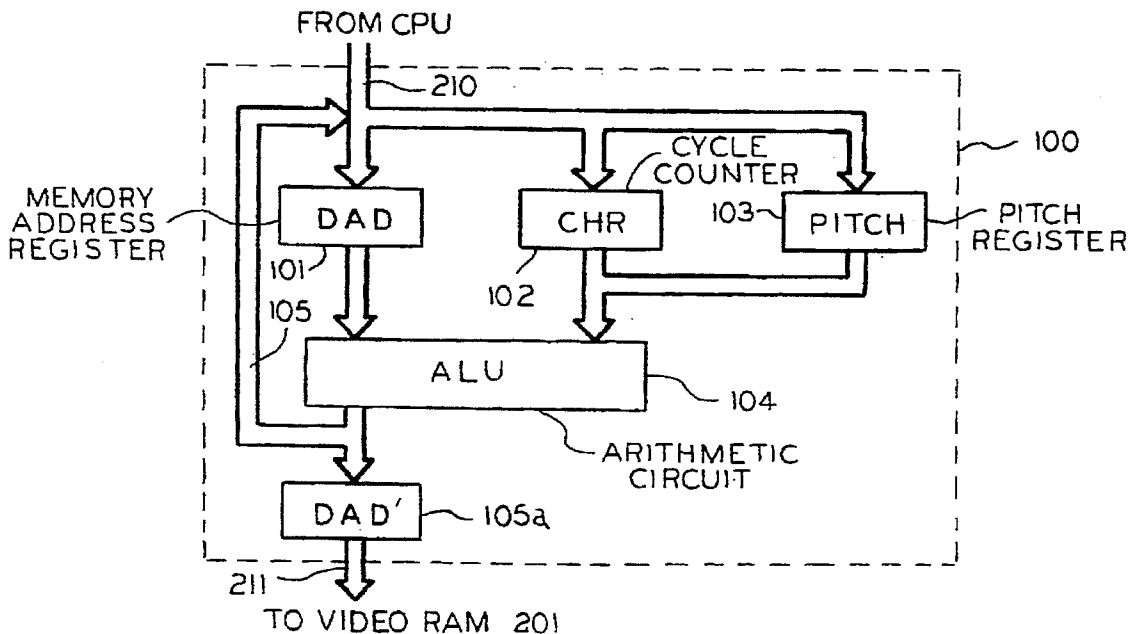 FROM CPU
210
100
CYCLE
COUNTER
MEMORY
ADDRESS
REGISTER
DAD
101
CHR
102
103
PITCH
PITCH
REGISTER
105
ALU
104
ARITHMETIC
CIRCUIT
DAD'
105a
211
TO VIDEO RAM 201